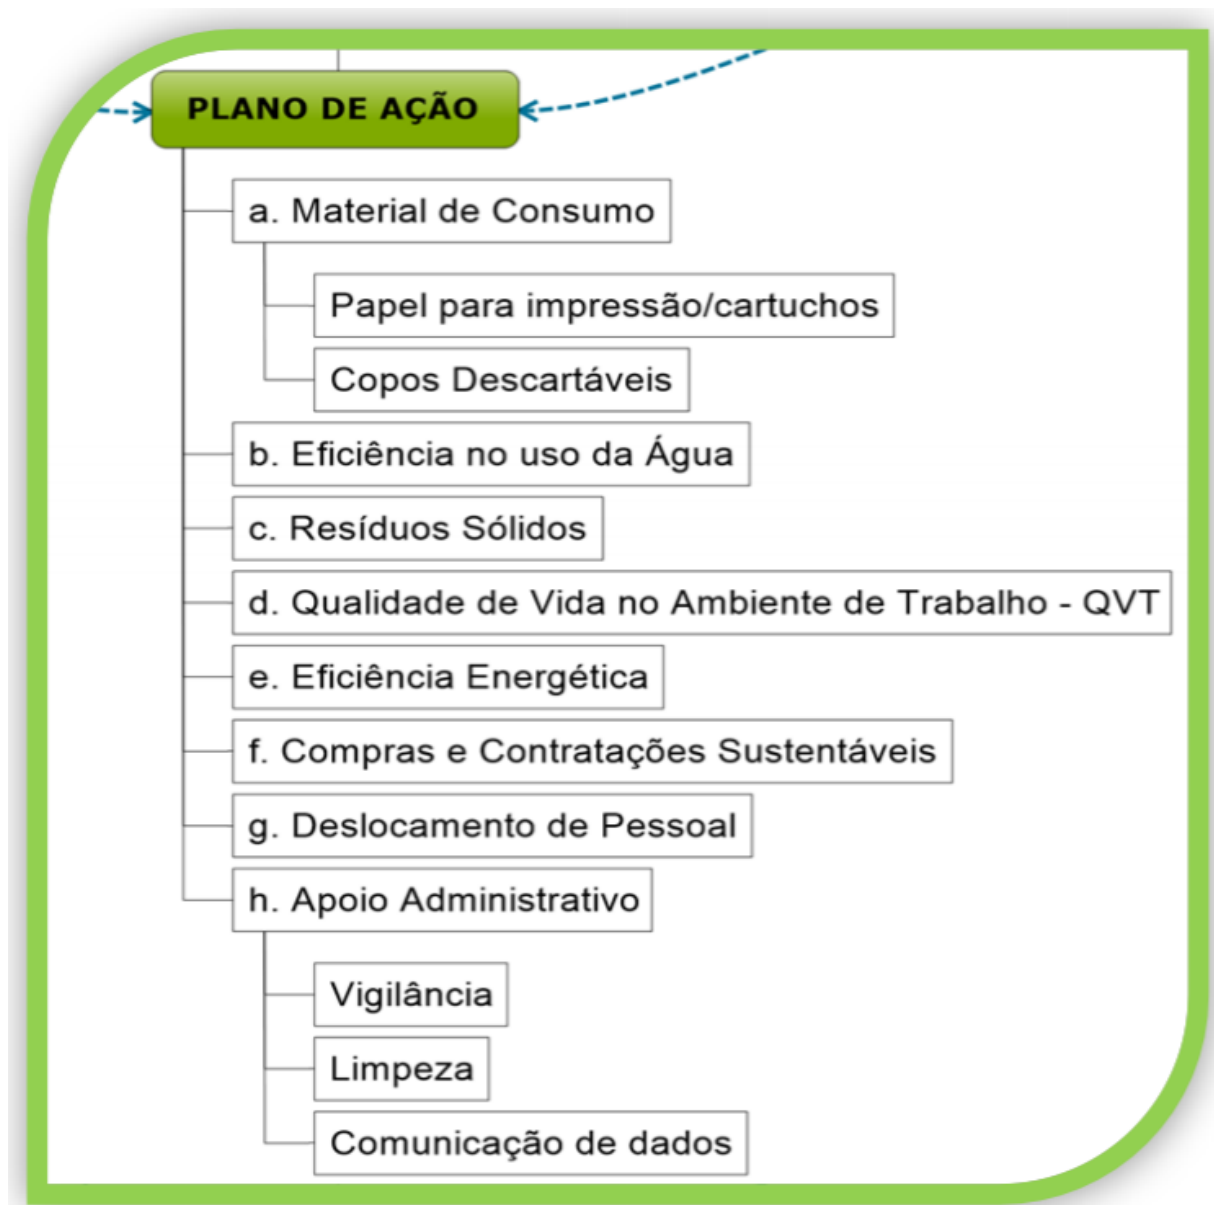 PLANO DE AÇÃO
a. Material de Consumo
Papel para impressão/cartuchos
Copos Descartáveis
b. Eficiência no uso da Água
c. Resíduos Sólidos
d. Qualidade de Vida no Ambiente de Trabalho - QVT
e. Eficiência Energética
f. Compras e Contratações Sustentáveis
g. Deslocamento de Pessoal
h. Apoio Administrativo
Vigilância
Limpeza
Comunicação de dados